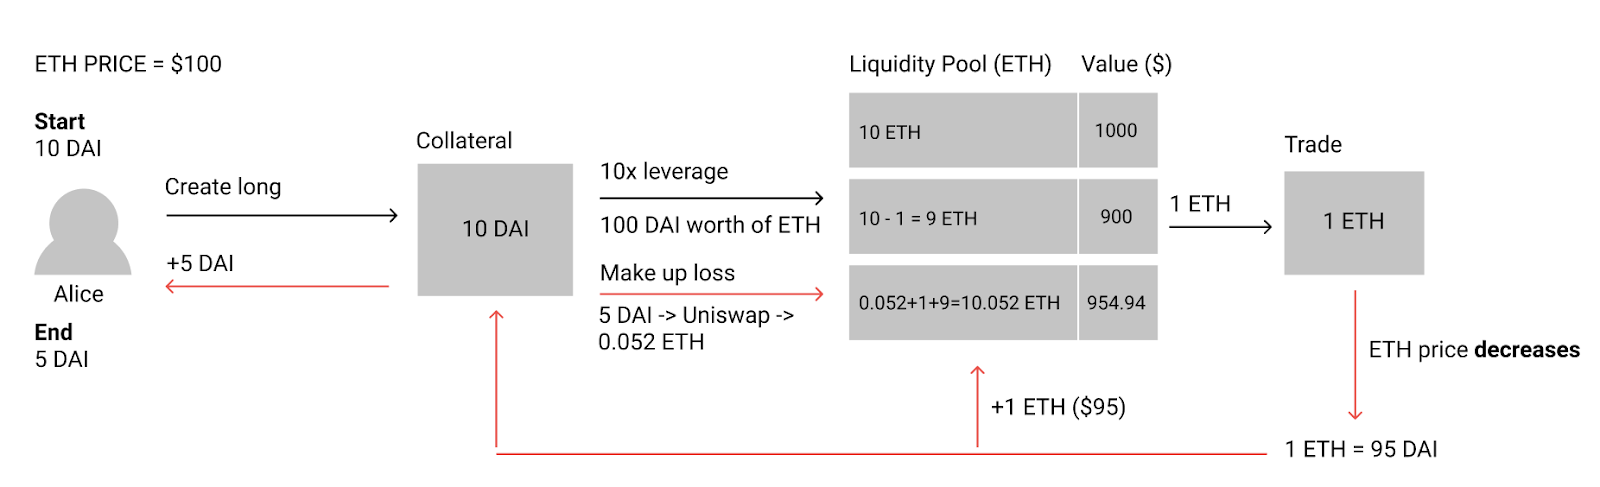 ETH PRICE = $100
Start
10 DAI
Alice
End
5 DAI
Create long
+5 DAI
Collateral
10 DAI
10x leverage
100 DAI worth of ETH
Make up loss
5 DAI -> Uniswap ->
0.052 ETH
Liquidity Pool (ETH) Value ($)
10 ETH 1000
10 - 1 = 9 ETH 900
0.052+1+9=10.052 ETH 954.94
+1 ETH ($95)
1 ETH
Trade
1 ETH
ETH price decreases
1 ETH = 95 DAI